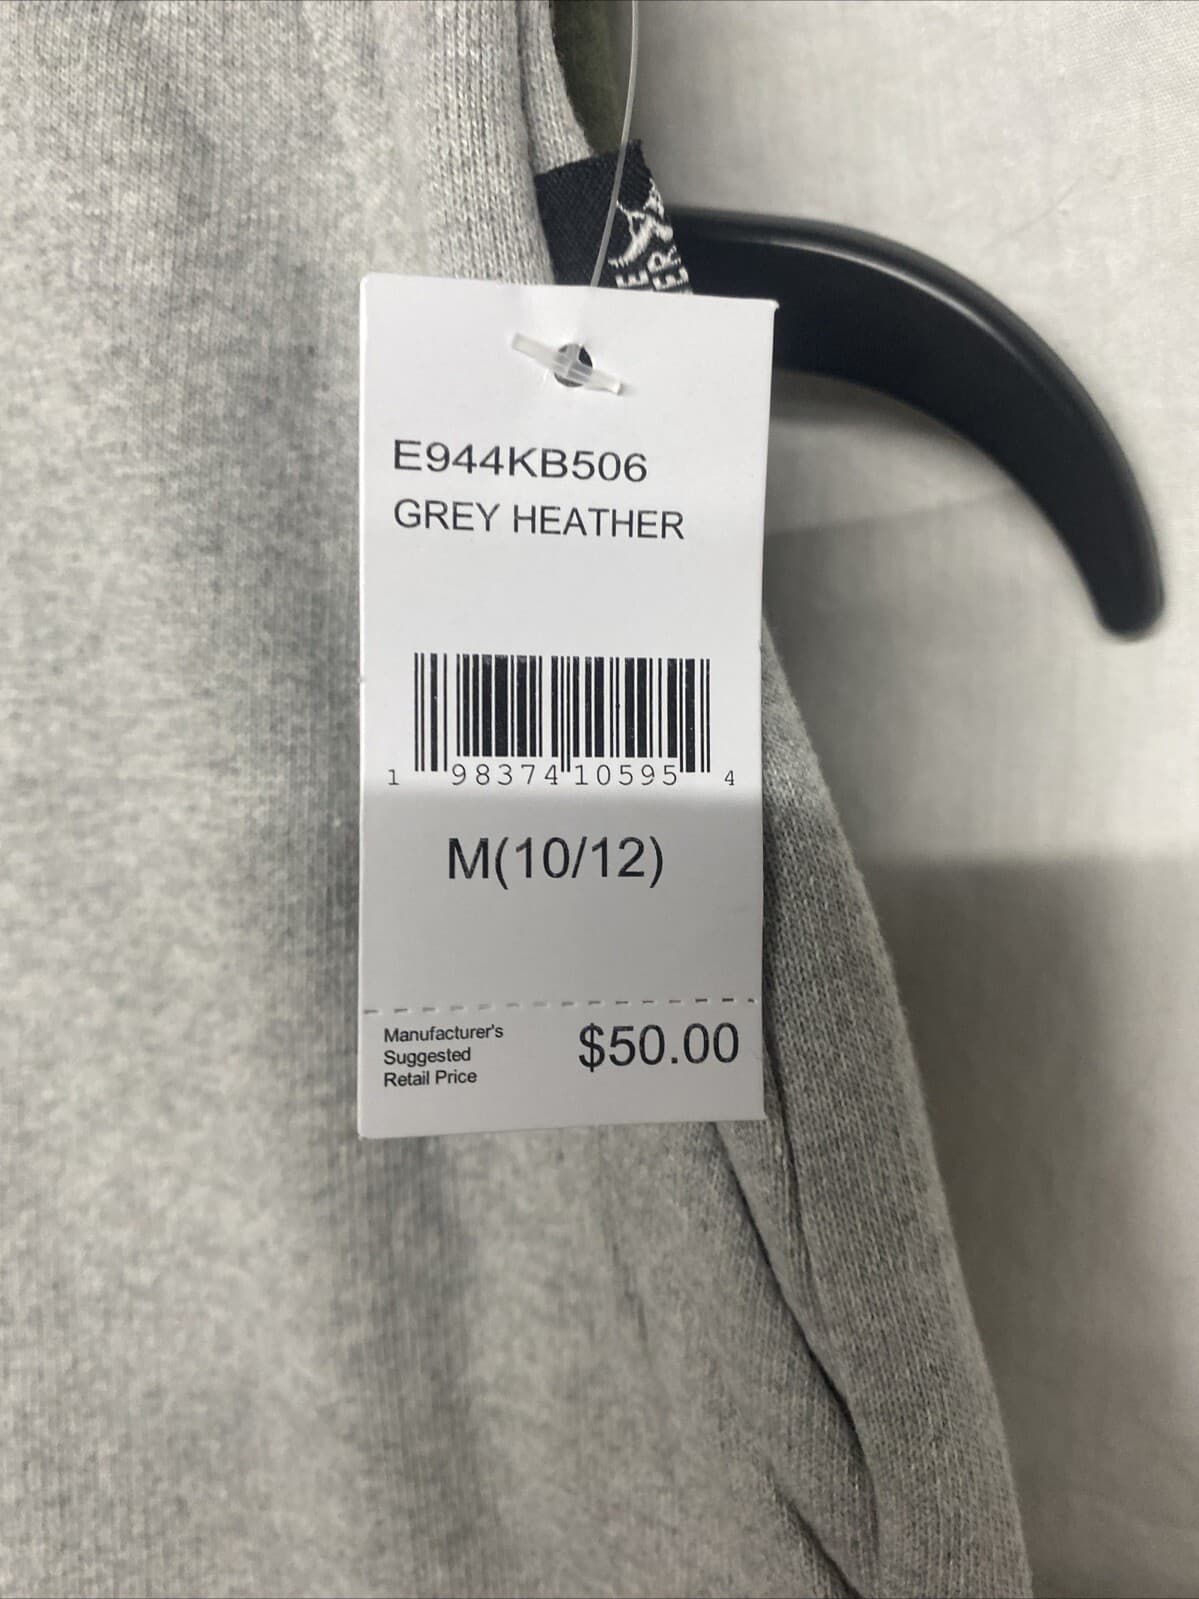 E944KB506
GREY HEATHER
1 98374 10595 4
M(10/12)
Manufacturer's
Suggested
Retail Price
$50.00